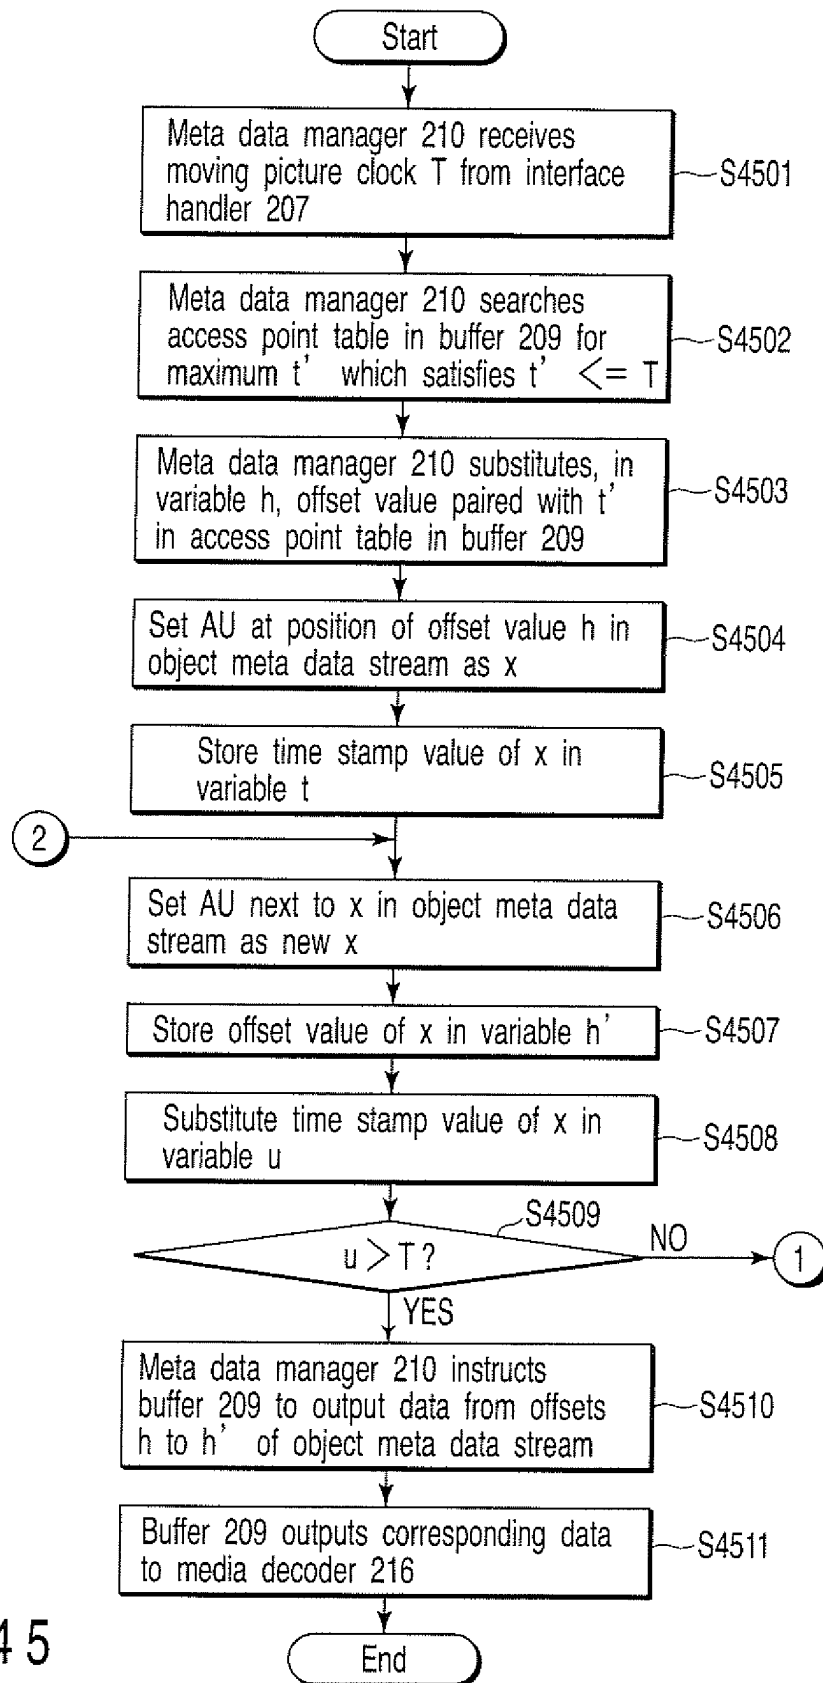 Start
Meta data manager 210 receives
moving picture clock T from interface
handler 207
S4501
Meta data manager 210 searches
access point table in buffer 209 for
maximum t' which satisfies t' <= T
S4502
Meta data manager 210 substitutes, in
variable h, offset value paired with t'
in access point table in buffer 209
S4503
Set AU at position of offset value h in
object meta data stream as x
S4504
Store time stamp value of x in
variable t
S4505
2
Set AU next to x in object meta data
stream as new x
S4506
Store offset value of x in variable h'
S4507
Substitute time stamp value of x in
variable u
S4508
S4509
u > T ?
NO
1
YES
Meta data manager 210 instructs
buffer 209 to output data from offsets
h to h' of object meta data stream
S4510
Buffer 209 outputs corresponding data
to media decoder 216
S4511
45
End